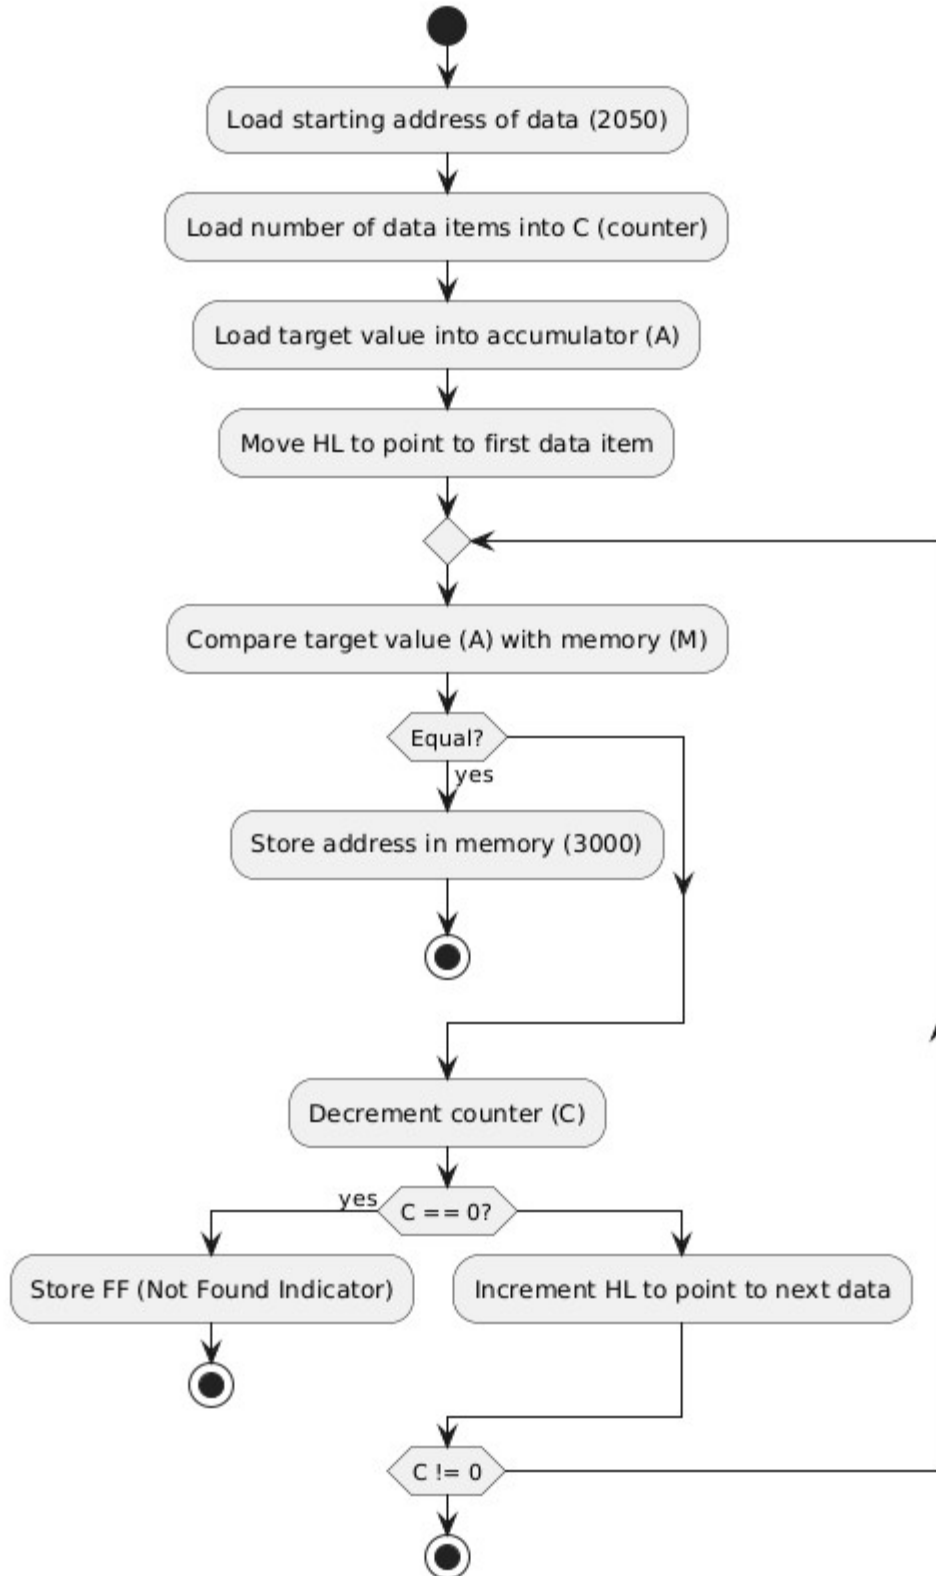 Load starting address of data (2050)
Load number of data items into C (counter)
Load target value into accumulator (A)
Move HL to point to first data item
Compare target value (A) with memory (M)
Equal?
yes
Store address in memory (3000)
Decrement counter (C)
yes
C == 0?
Store FF (Not Found Indicator)
Increment HL to point to next data
C != 0